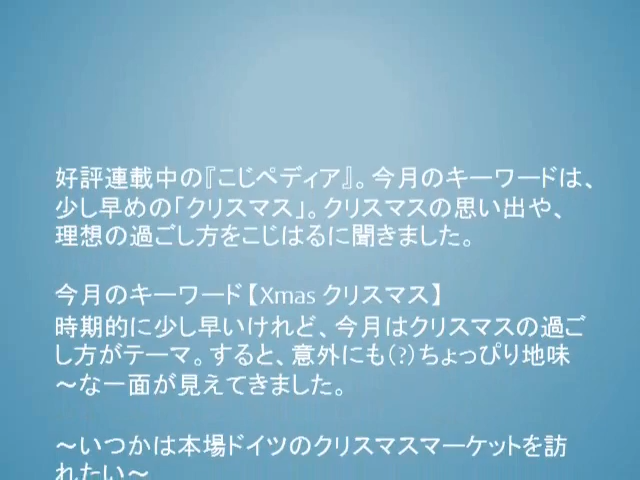 好評連載中の『こじペディア』。今月のキーワードは、
少し早めの「クリスマス」。クリスマスの思い出や、
理想の過ごし方をこじはるに聞きました。
今月のキーワード【Xmas クリスマス】
時期的に少し早いけれど、今月はクリスマスの過ご
し方がテーマ。すると、意外にも(?)ちょっぴり地味
～な一面が見えてきました。
～いつかは本場ドイツのクリスマスマーケットを訪
れたい～